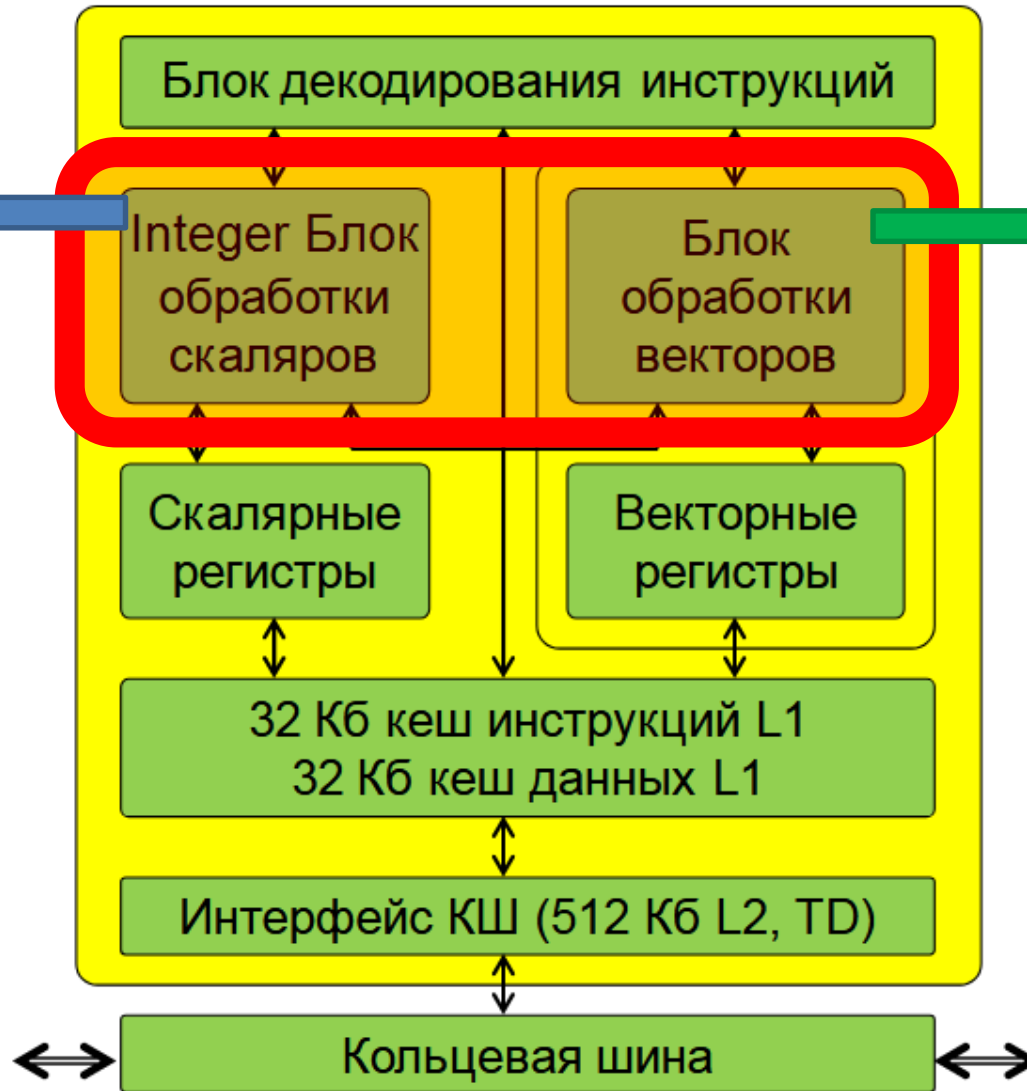 Блок декодирования инструкций
Integer Блок
обработки
скаляров
Блок
обработки
векторов
Скалярные
регистры
Векторные
регистры
32 Кб кеш инструкций L1
32 Кб кеш данных L1
Интерфейс КШ (512 Кб L2, TD)
Кольцевая шина